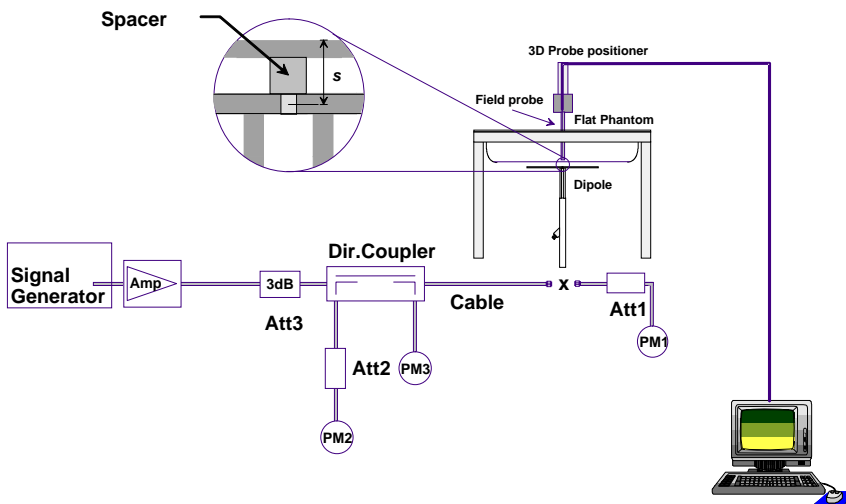 Spacer
s
3D Probe positioner
Field probe
Flat Phantom
Dipole
Signal
Generator
Amp
3dB
Att3
Dir.Coupler
Cable
x
Att1
PM1
Att2
PM3
PM2